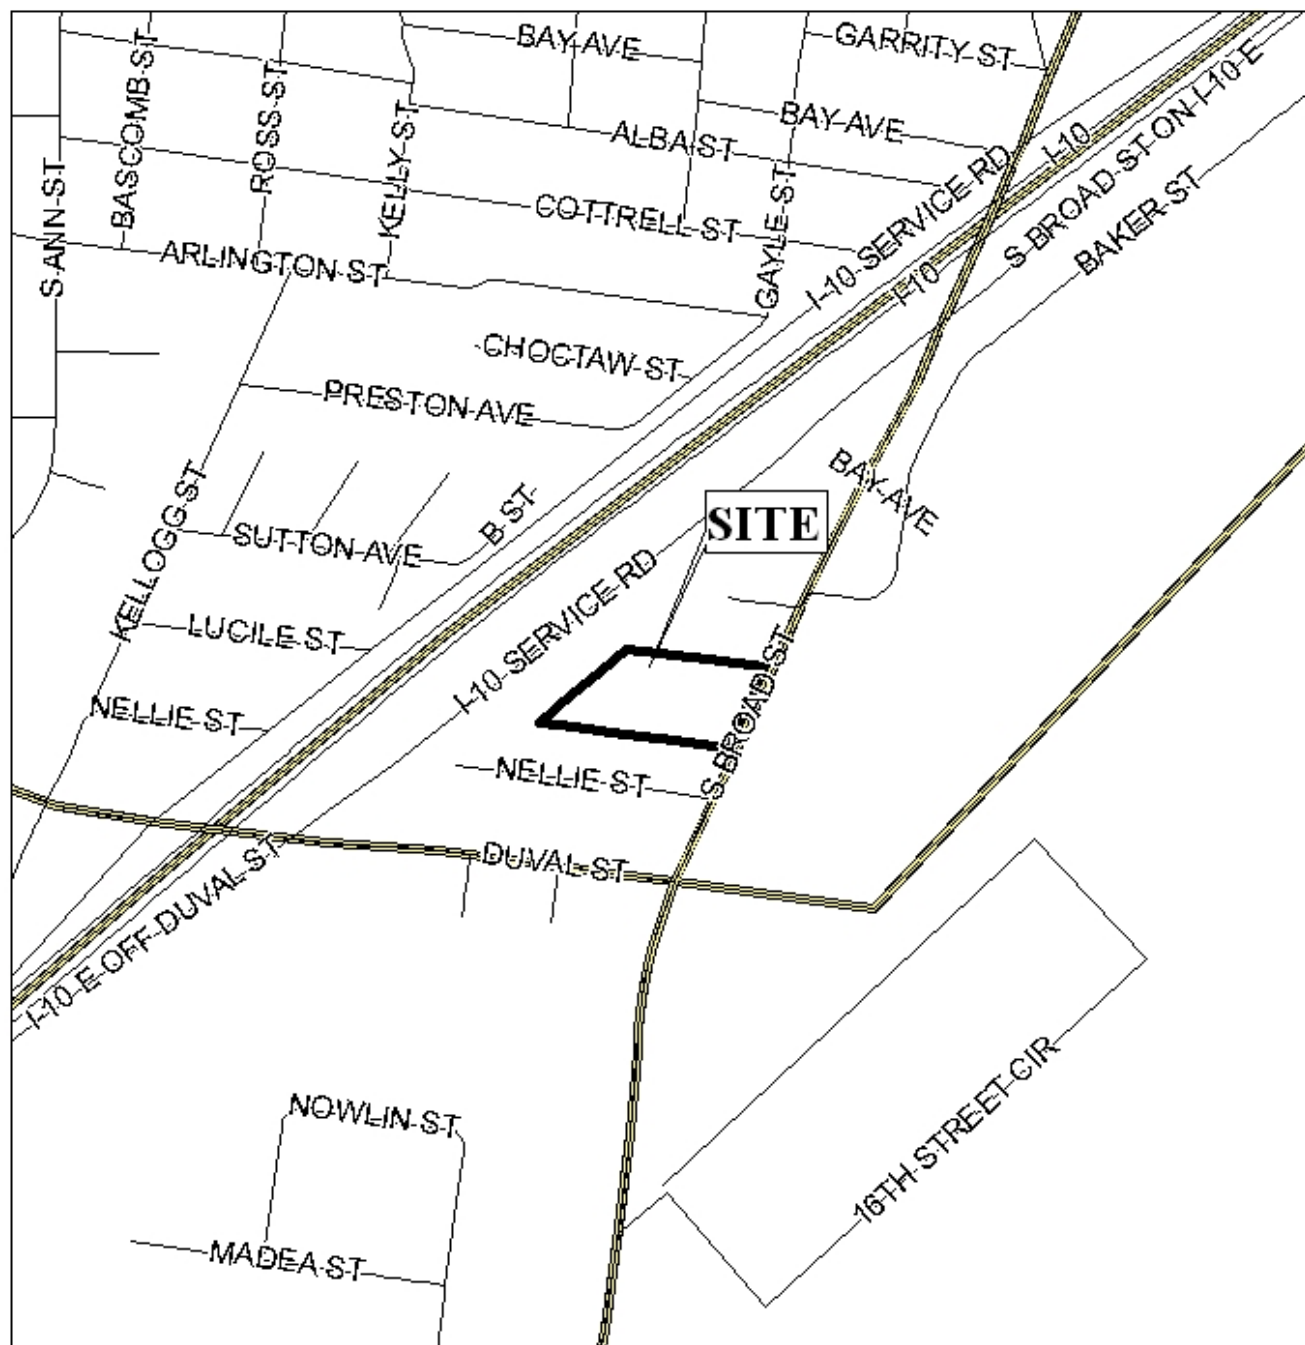 BAY AVE
GARRITY ST
BASCOMB ST
ROSS ST
KELLY ST
ALBA ST
BAY AVE
S ANN ST
COTTRELL ST
GAYLE ST
I-10 SERVICE RD
I-10
I-10
S BROAD ST ON I-10 E
BAKER ST
ARLINGTON ST
CHOCTAW ST
PRESTON AVE
BAY AVE
KELLOGG ST
B ST
SITE
SUTTON AVE
I-10 SERVICE RD
LUCILE ST
NELLIE ST
S BROAD ST
NELLIE ST
DUVAL ST
I-10 E OFF DUVAL ST
NOWLIN ST
16TH STREET CIR
MADEA ST